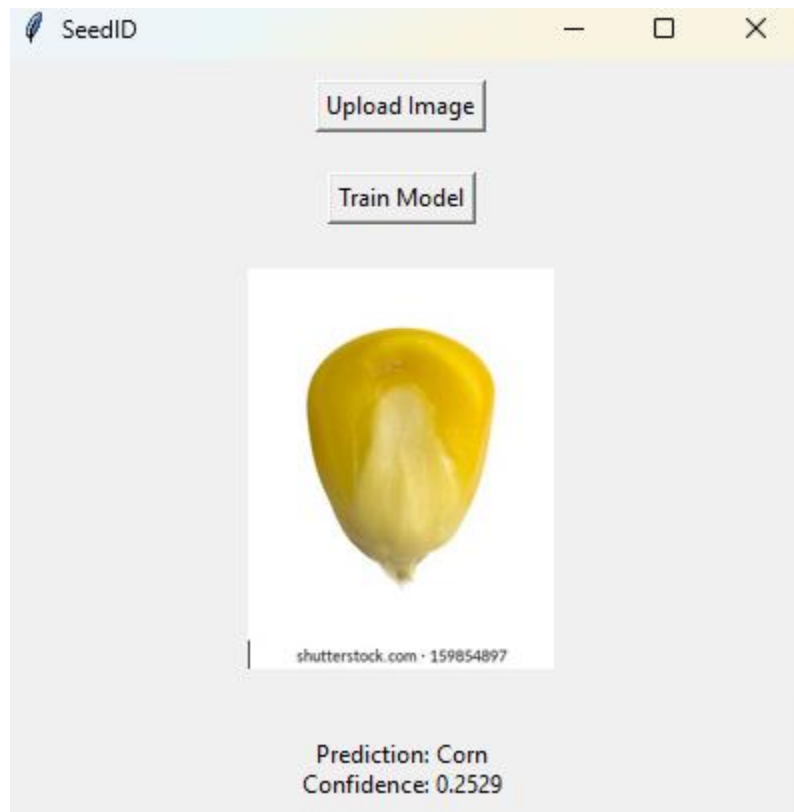 SeedID
Upload Image
Train Model
shutterstock.com · 159854897
Prediction: Corn
Confidence: 0.2529